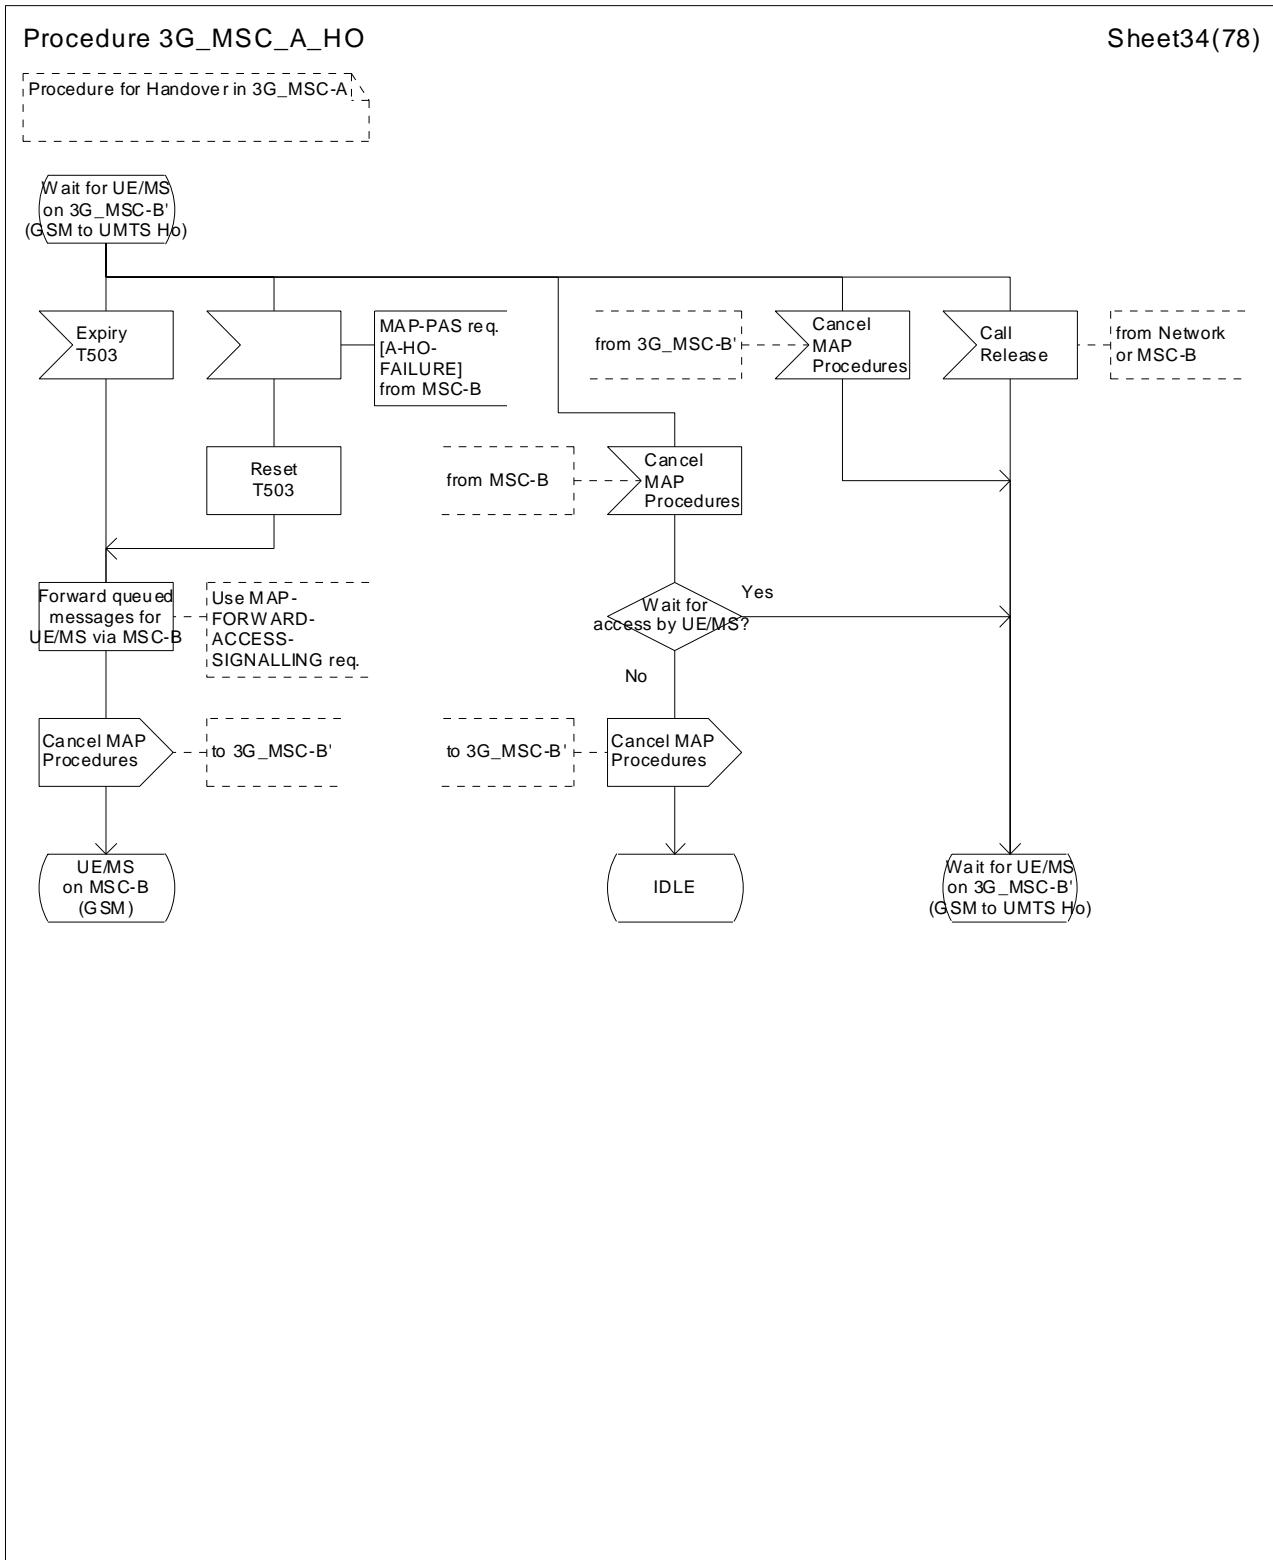 Procedure 3G_MSC_A_HO
Sheet34(78)
Procedure for Handover in 3G_MSC-A
Wait for UE/MS
on 3G_MSC-B'
(GSM to UMTS Ho)
Expiry
T503
MAP-PAS req.
[A-HO-
FAILURE]
from MSC-B
from 3G_MSC-B'
Cancel
MAP
Procedures
Call
Release
from Network
or MSC-B
Reset
T503
from MSC-B
Cancel
MAP
Procedures
Forward queued
messages for
UE/MS via MSC-B
Use MAP-
FORWARD-
ACCESS-
SIGNALLING req.
Wait for
access by UE/MS?
Yes
No
Cancel MAP
Procedures
to 3G_MSC-B'
to 3G_MSC-B'
Cancel MAP
Procedures
UE/MS
on MSC-B
(GSM)
IDLE
Wait for UE/MS
on 3G_MSC-B'
(GSM to UMTS Ho)